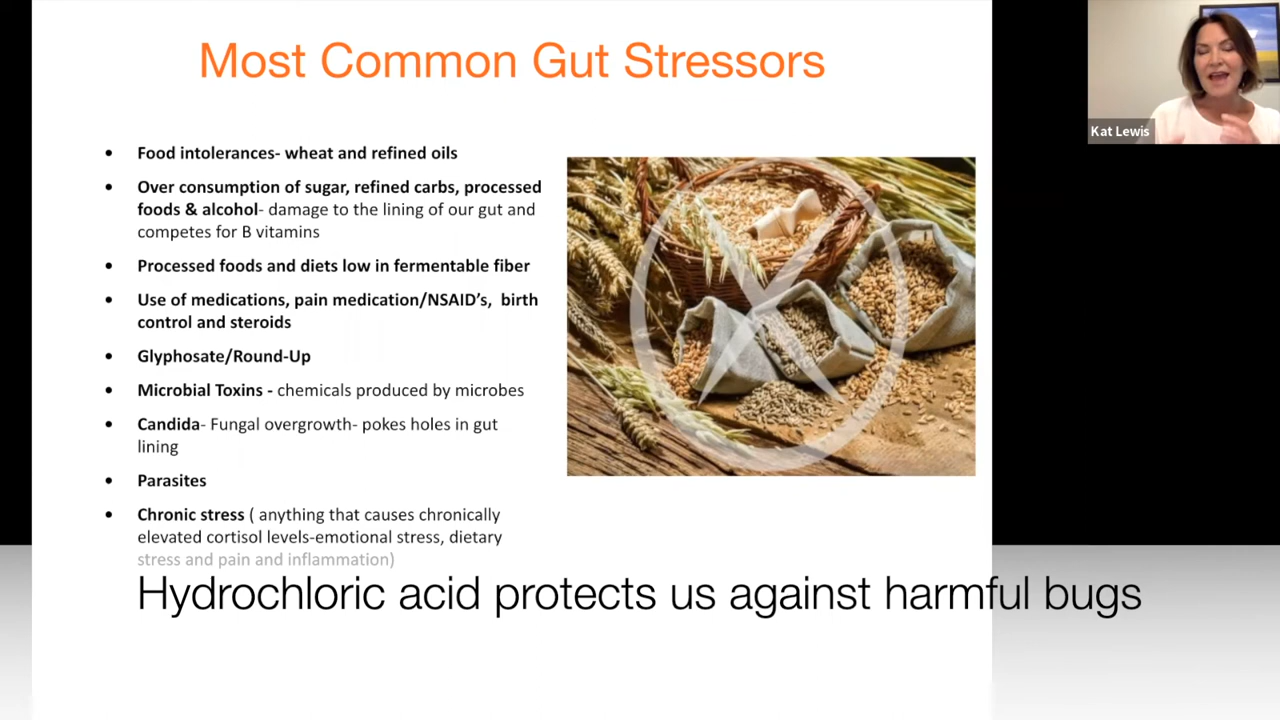 Most Common Gut Stressors
Kat Lewis
• Food intolerances- wheat and refined oils
• Over consumption of sugar, refined carbs, processed
foods & alcohol- damage to the lining of our gut and
competes for B vitamins
• Processed foods and diets low in fermentable fiber
• Use of medications, pain medication/NSAID's,  birth
control and steroids
• Glyphosate/Round-Up
• Microbial Toxins - chemicals produced by microbes
• Candida- Fungal overgrowth- pokes holes in gut
lining
• Parasites
• Chronic stress ( anything that causes chronically
elevated cortisol levels-emotional stress, dietary
stress and pain and inflammation)
Hydrochloric acid protects us against harmful bugs